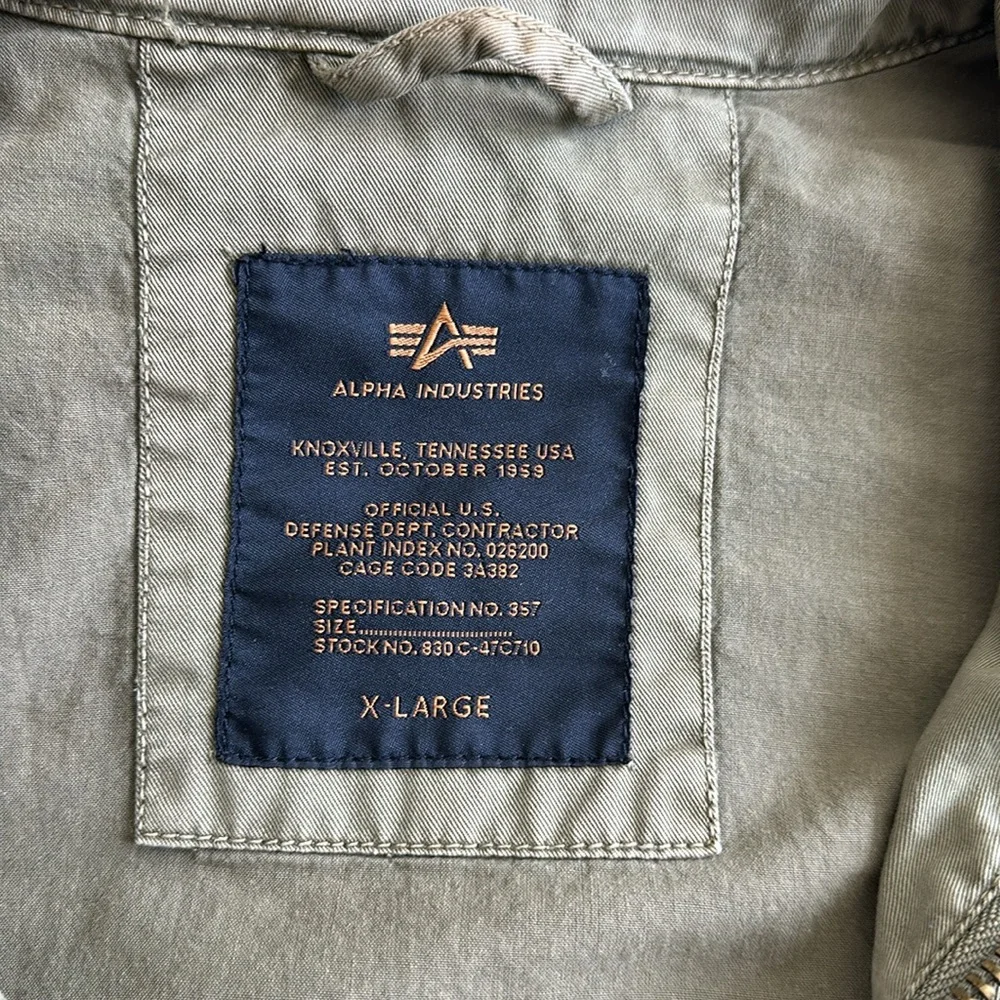 ALPHA INDUSTRIES
KNOXVILLE, TENNESSEE USA
EST. OCTOBER 1959
OFFICIAL U.S.
DEFENSE DEPT. CONTRACTOR
PLANT INDEX NO. 026200
CAGE CODE 3A382
SPECIFICATION NO. 357
SIZE................................
STOCK NO. 830 C-47C710
X-LARGE